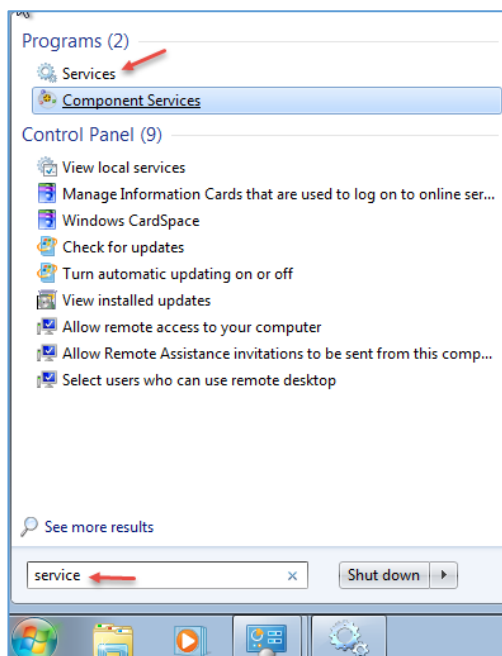 Programs (2)
Services
Component Services
Control Panel (9)
View local services
Manage Information Cards that are used to log on to online ser...
Windows CardSpace
Check for updates
Turn automatic updating on or off
View installed updates
Allow remote access to your computer
Allow Remote Assistance invitations to be sent from this comp...
Select users who can use remote desktop
See more results
service
Shut down